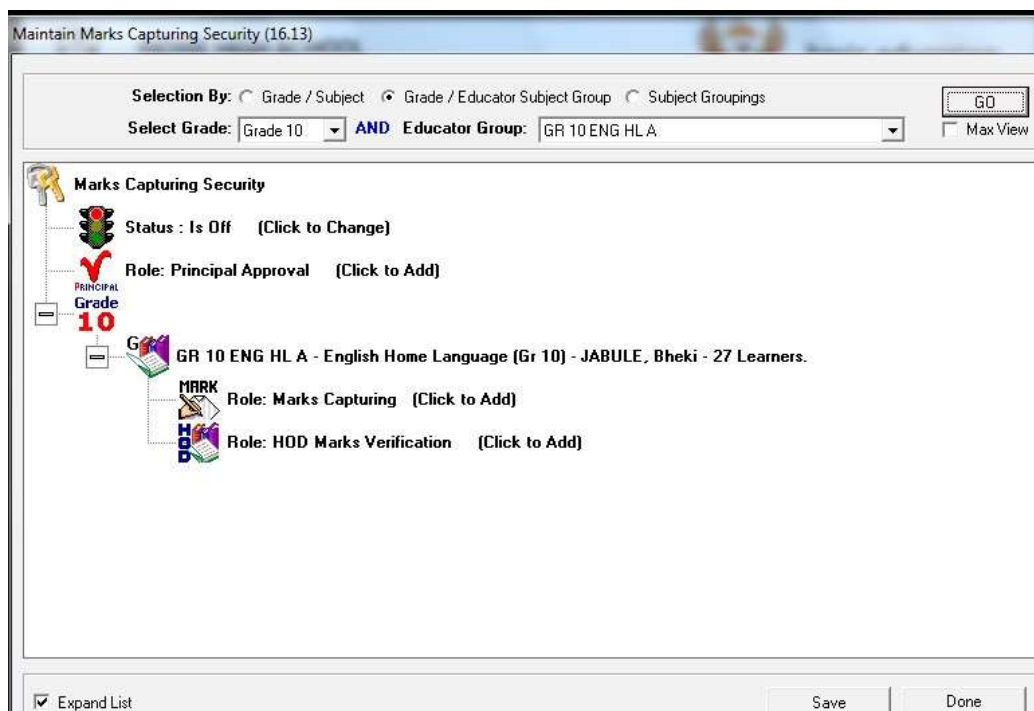 Maintain Marks Capturing Security (16.13)
Selection By: Grade / Subject Grade / Educator Subject Group Subject Groupings
GO
Select Grade: Grade 10 AND Educator Group: GR 10 ENG HL A
Max View
Marks Capturing Security
Status : Is Off (Click to Change)
Role: Principal Approval (Click to Add)
PRINCIPAL
Grade
10
G
GR 10 ENG HL A - English Home Language (Gr 10) - JABULE, Bheki - 27 Learners.
MARK
Role: Marks Capturing (Click to Add)
HOD
Role: HOD Marks Verification (Click to Add)
Expand List
Save
Done